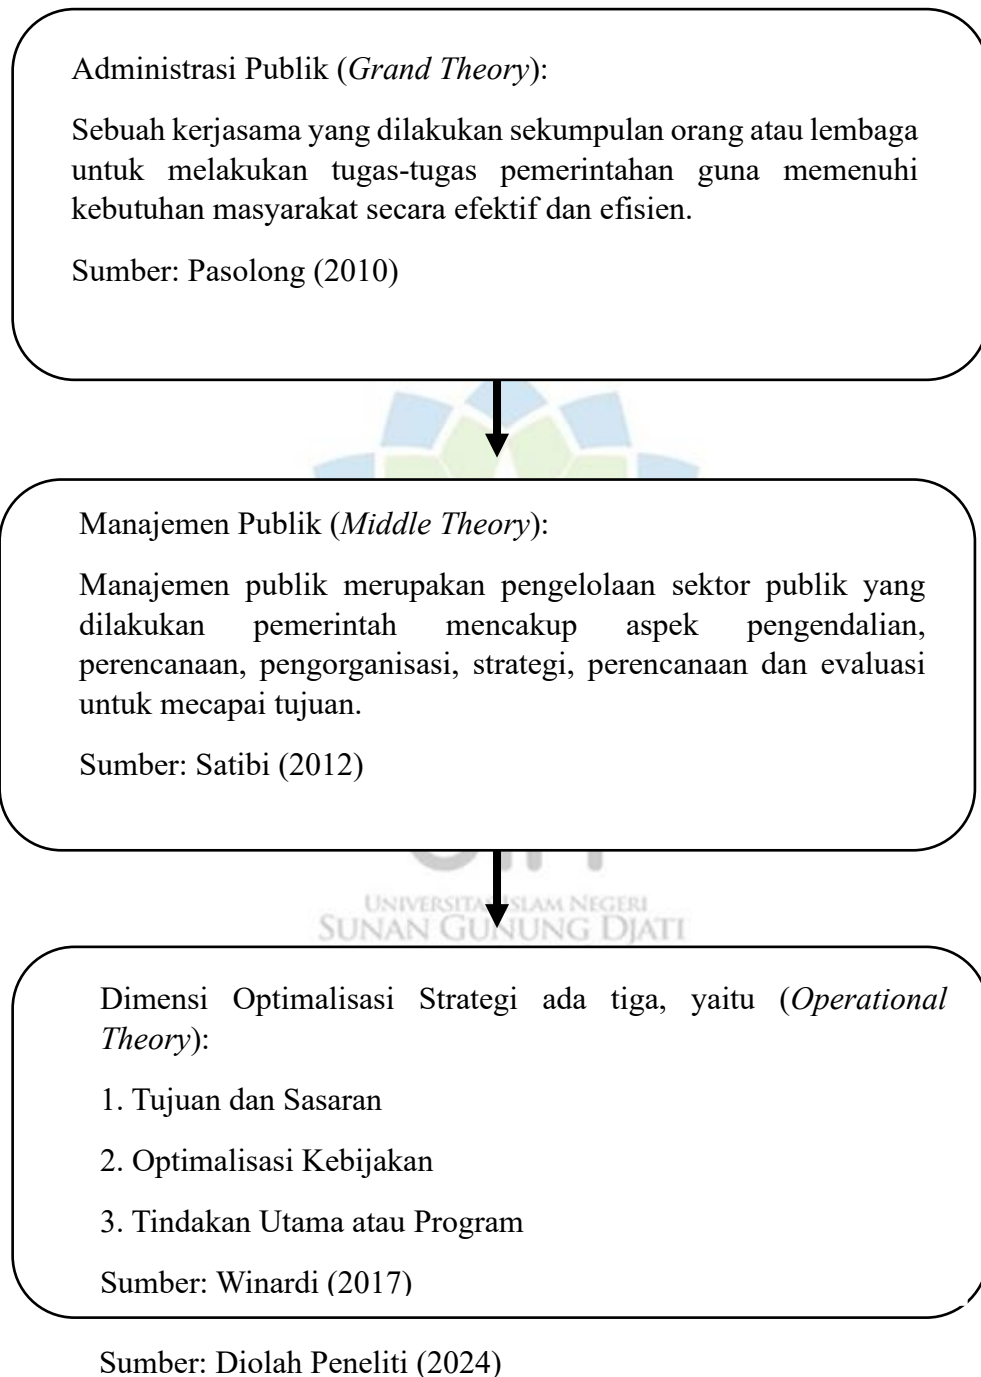 Administrasi Publik (Grand Theory):
Sebuah kerjasama yang dilakukan sekumpulan orang atau lembaga
untuk melakukan tugas-tugas pemerintahan guna memenuhi
kebutuhan masyarakat secara efektif dan efisien.
Sumber: Pasolong (2010)
Manajemen Publik (Middle Theory):
Manajemen publik merupakan pengelolaan sektor publik yang
dilakukan pemerintah mencakup aspek pengendalian,
perencanaan, pengorganisasi, strategi, perencanaan dan evaluasi
untuk mecapai tujuan.
Sumber: Satibi (2012)
UNIVERSITAS ISLAM NEGERI
SUNAN GUNUNG DJATI
Dimensi Optimalisasi Strategi ada tiga, yaitu (Operational
Theory):
1. Tujuan dan Sasaran
2. Optimalisasi Kebijakan
3. Tindakan Utama atau Program
Sumber: Winardi (2017)
Sumber: Diolah Peneliti (2024)